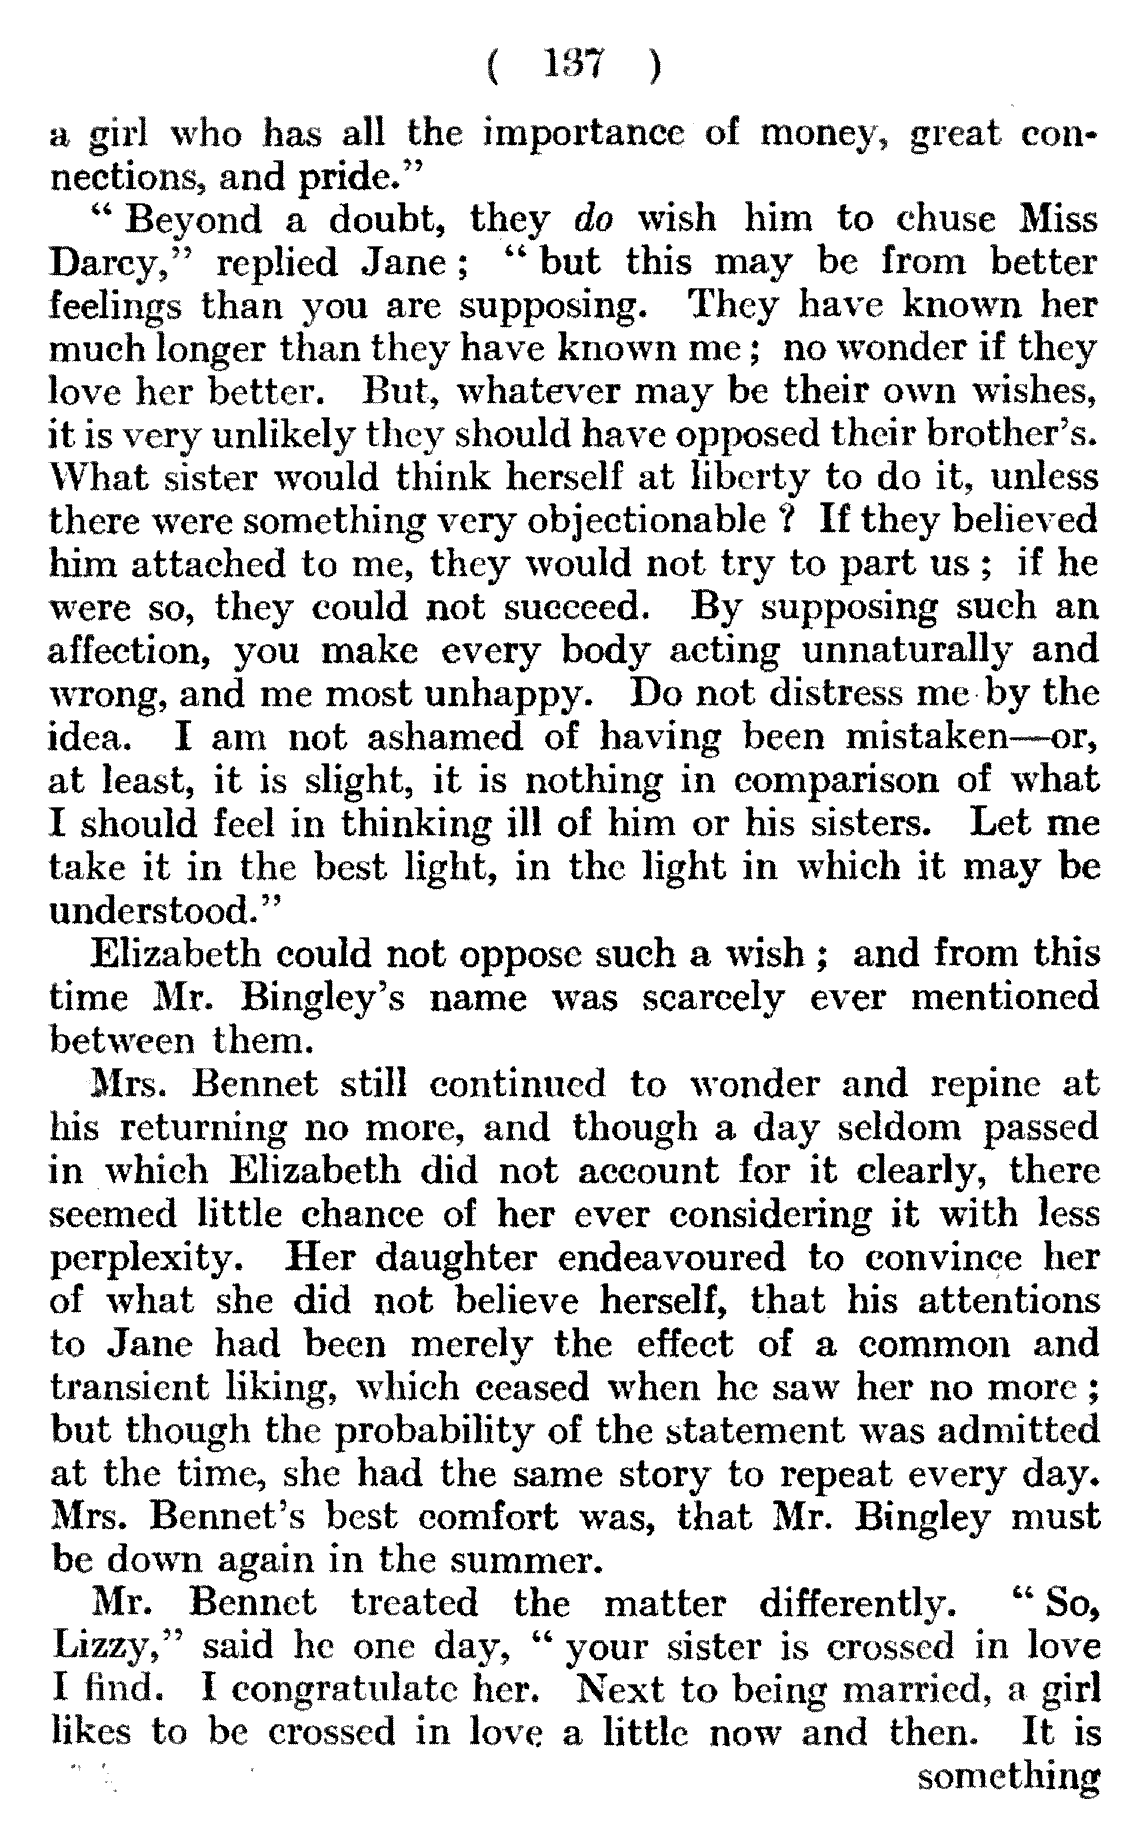 ( 137 )
a girl who has all the importance of money, great con-
nections, and pride.”
“ Beyond a doubt, they do wish him to chuse Miss
Darcy,” replied Jane ; “ but this may be from better
feelings than you are supposing. They have known her
much longer than they have known me ; no wonder if they
love her better. But, whatever may be their own wishes,
it is very unlikely they should have opposed their brother’s.
What sister would think herself at liberty to do it, unless
there were something very objectionable ? If they believed
him attached to me, they would not try to part us ; if he
were so, they could not succeed. By supposing such an
affection, you make every body acting unnaturally and
wrong, and me most unhappy. Do not distress me by the
idea. I am not ashamed of having been mistaken—or,
at least, it is slight, it is nothing in comparison of what
I should feel in thinking ill of him or his sisters. Let me
take it in the best light, in the light in which it may be
understood.”
Elizabeth could not oppose such a wish ; and from this
time Mr. Bingley’s name was scarcely ever mentioned
between them.
Mrs. Bennet still continued to wonder and repine at
his returning no more, and though a day seldom passed
in which Elizabeth did not account for it clearly, there
seemed little chance of her ever considering it with less
perplexity. Her daughter endeavoured to convince her
of what she did not believe herself, that his attentions
to Jane had been merely the effect of a common and
transient liking, which ceased when he saw her no more ;
but though the probability of the statement was admitted
at the time, she had the same story to repeat every day.
Mrs. Bennet’s best comfort was, that Mr. Bingley must
be down again in the summer.
Mr. Bennet treated the matter differently. “ So,
Lizzy,” said he one day, “ your sister is crossed in love
I find. I congratulate her. Next to being married, a girl
likes to be crossed in love a little now and then. It is
something